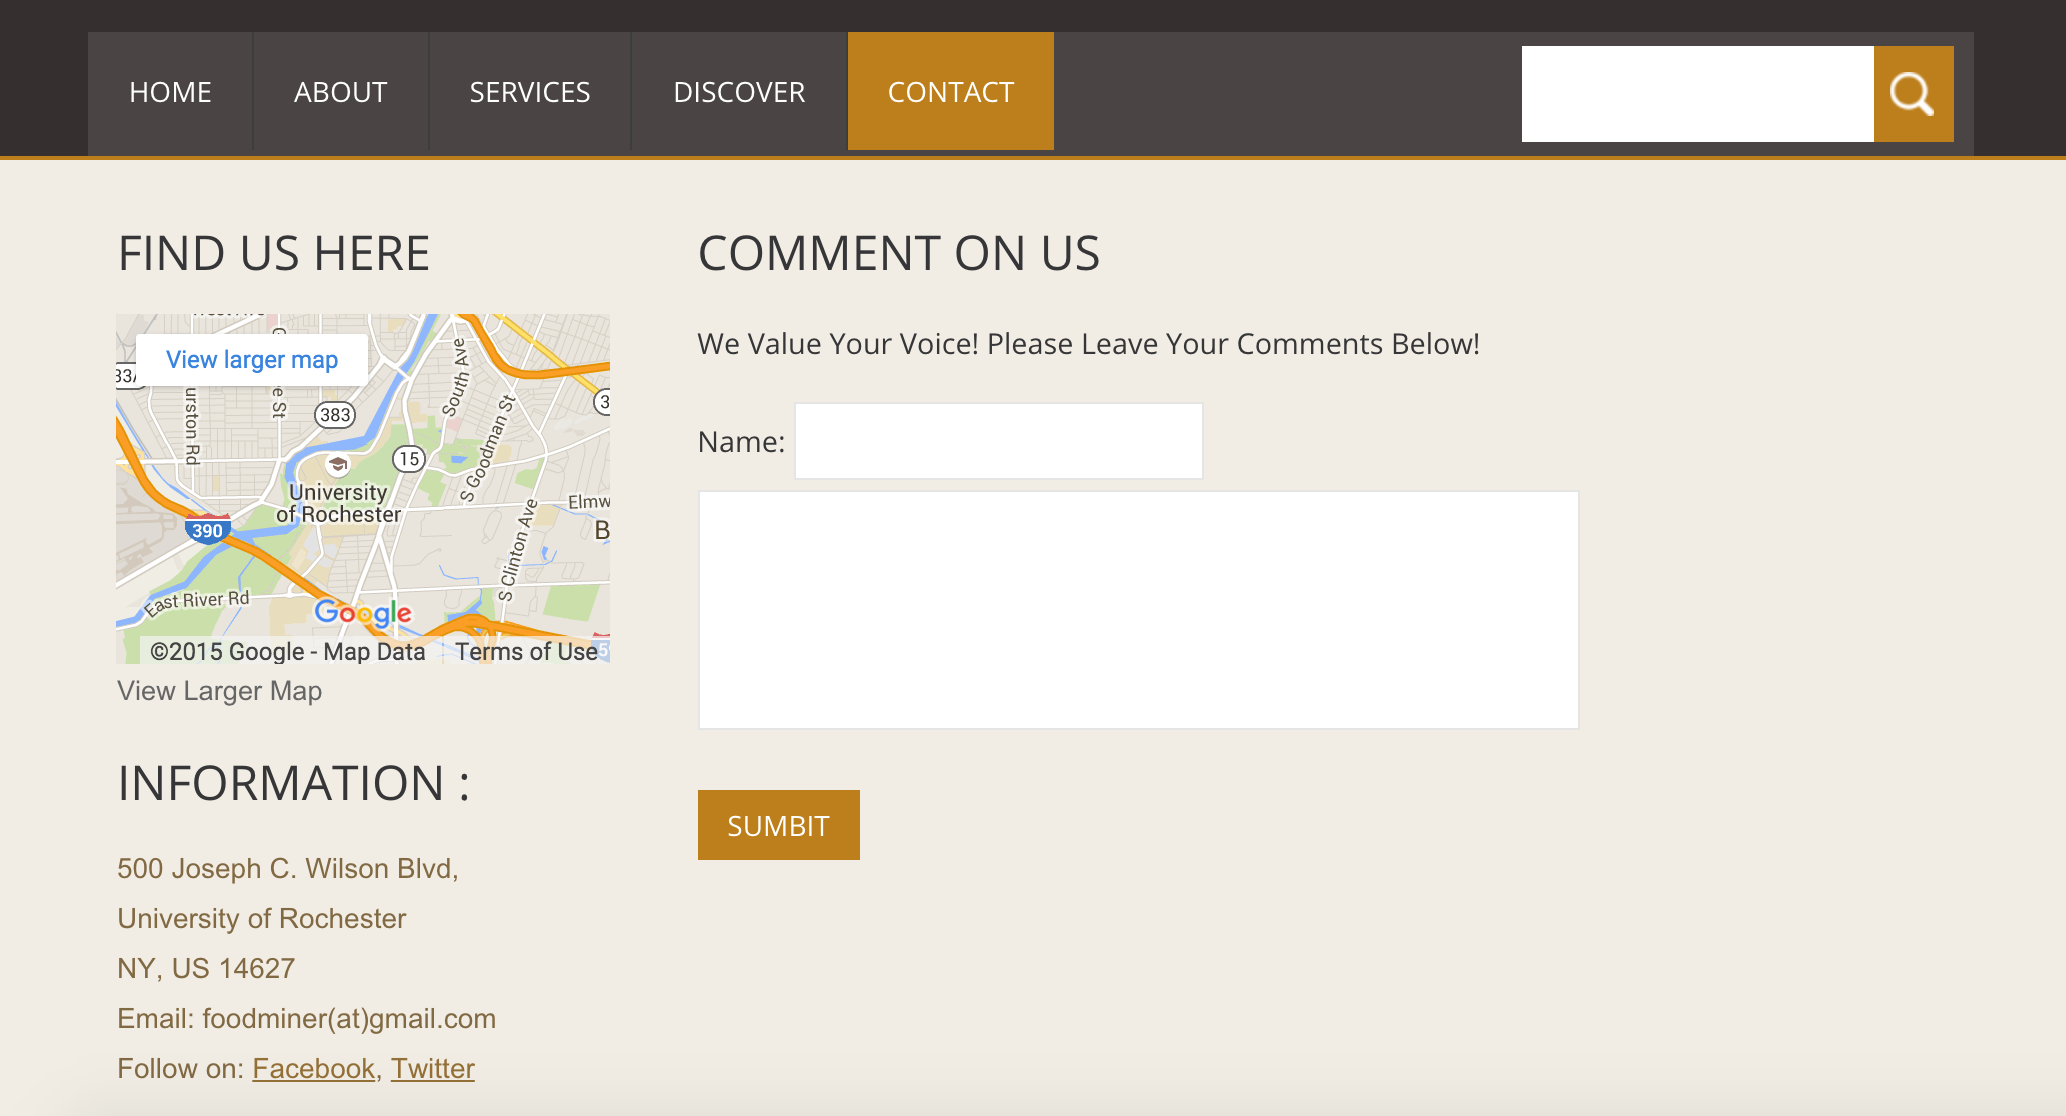 HOME ABOUT SERVICES DISCOVER CONTACT
FIND US HERE
View larger map
383
15
390
South Ave
S Goodman St
S Clinton Ave
University
of Rochester
Elmw
B
East River Rd
urston Rd
e St
Google
©2015 Google - Map Data Terms of Use
View Larger Map
INFORMATION :
500 Joseph C. Wilson Blvd,
University of Rochester
NY, US 14627
Email: foodminer(at)gmail.com
Follow on: Facebook, Twitter
COMMENT ON US
We Value Your Voice! Please Leave Your Comments Below!
Name:
SUMBIT